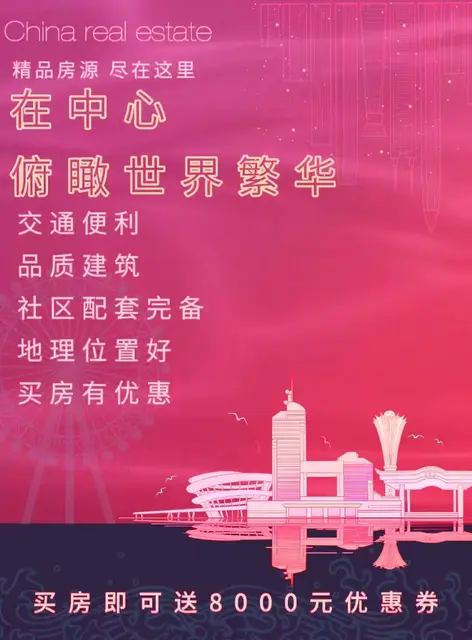 China real estate
精品房源 尽在这里
在中心
俯瞰世界繁华
交通便利
品质建筑
社区配套完备
地理位置好
买房有优惠
买房即可送8000元优惠券